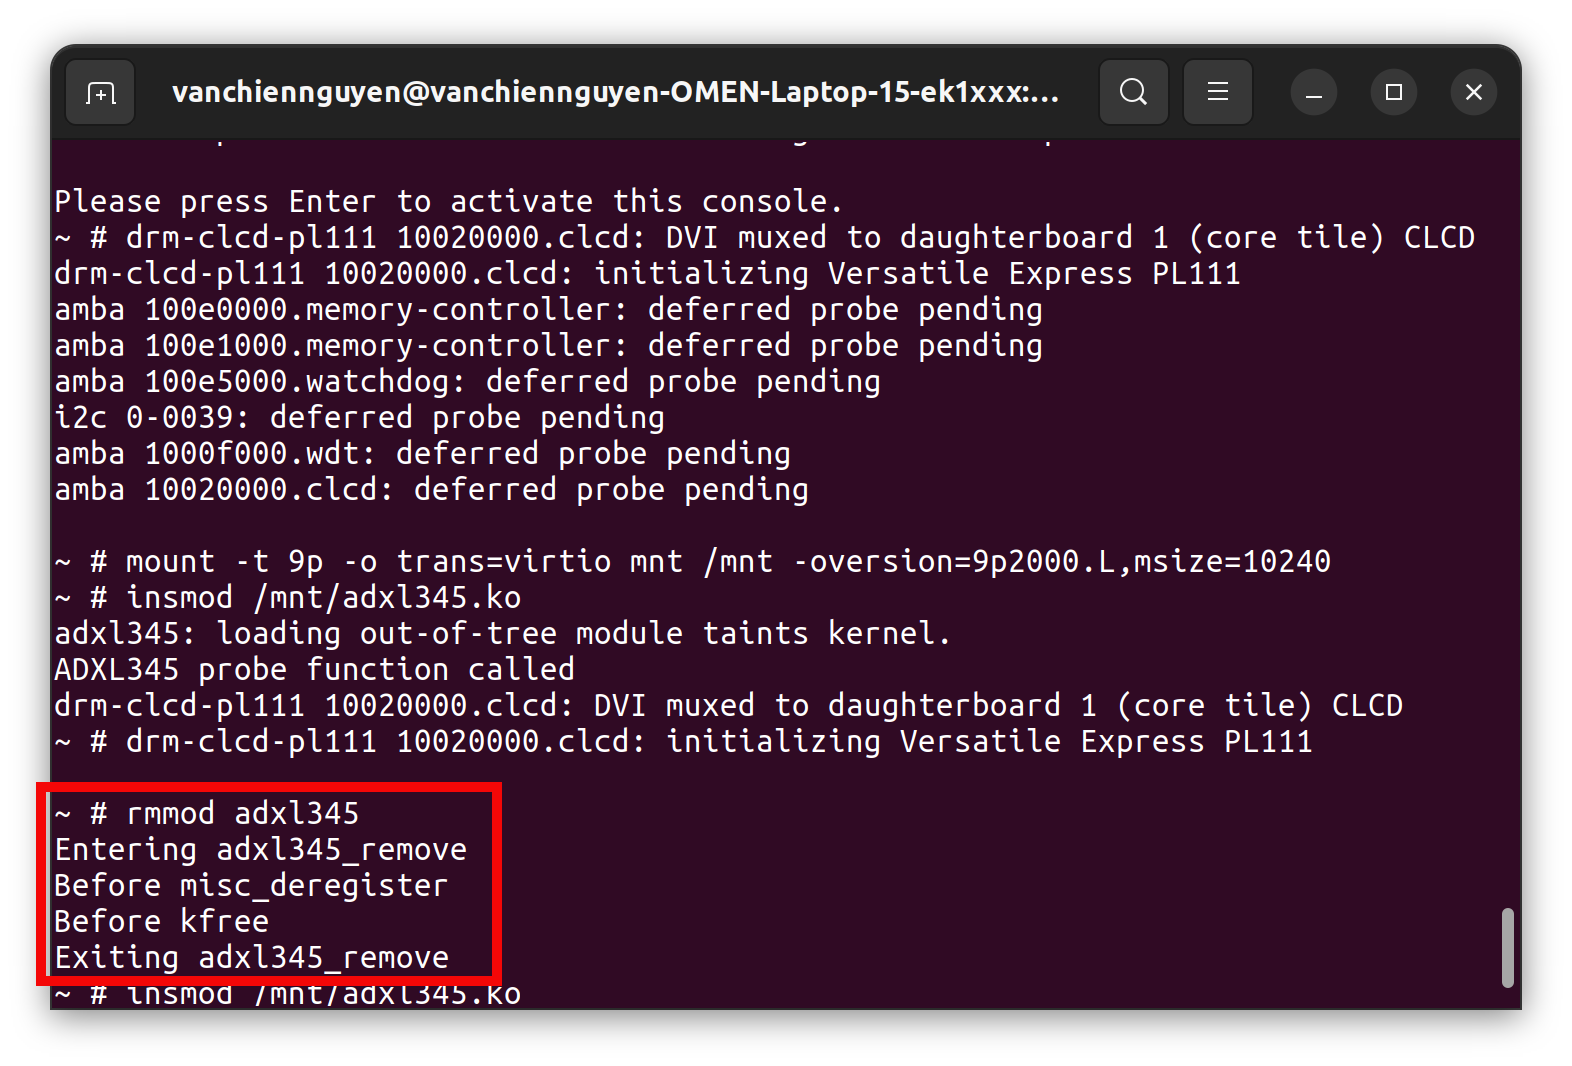 vanchiennguyen@vanchiennguyen-OMEN-Laptop-15-ek1xxx:...
Please press Enter to activate this console.
~ # drm-clcd-pl111 10020000.clcd: DVI muxed to daughterboard 1 (core tile) CLCD
drm-clcd-pl111 10020000.clcd: initializing Versatile Express PL111
amba 100e0000.memory-controller: deferred probe pending
amba 100e1000.memory-controller: deferred probe pending
amba 100e5000.watchdog: deferred probe pending
i2c 0-0039: deferred probe pending
amba 1000f000.wdt: deferred probe pending
amba 10020000.clcd: deferred probe pending
~ # mount -t 9p -o trans=virtio mnt /mnt -oversion=9p2000.L,msize=10240
~ # insmod /mnt/adxl345.ko
adxl345: loading out-of-tree module taints kernel.
ADXL345 probe function called
drm-clcd-pl111 10020000.clcd: DVI muxed to daughterboard 1 (core tile) CLCD
~ # drm-clcd-pl111 10020000.clcd: initializing Versatile Express PL111
~ # rmmod adxl345
Entering adxl345_remove
Before misc_deregister
Before kfree
Exiting adxl345_remove
~ # insmod /mnt/adxl345.ko